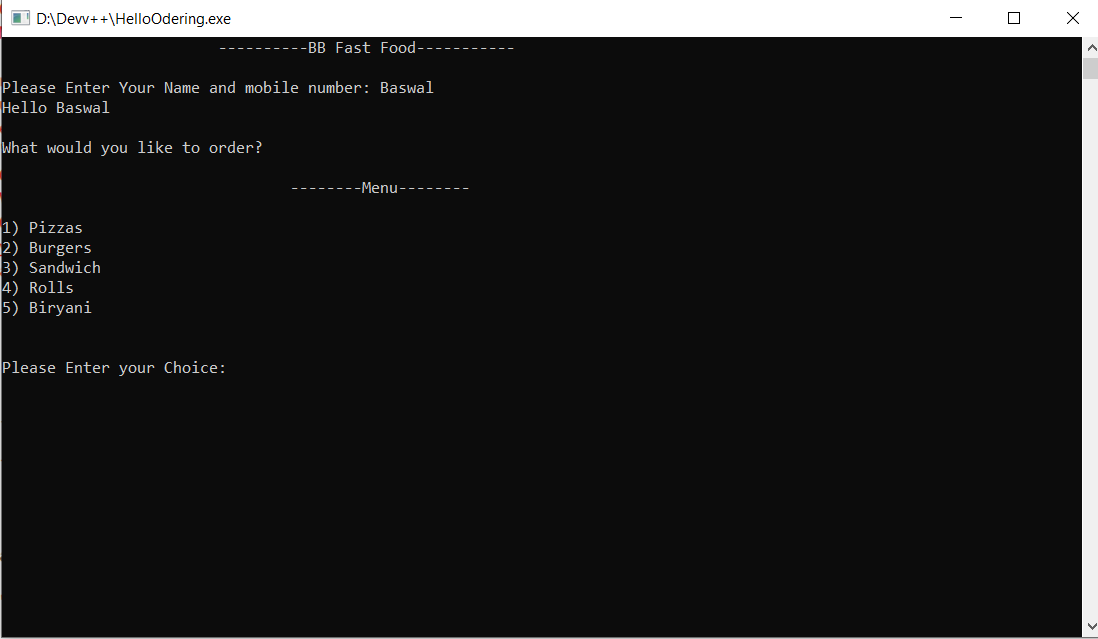 D:\Devv++\HelloOdering.exe
----------BB Fast Food-----------
Please Enter Your Name and mobile number: Baswal
Hello Baswal
What would you like to order?
--------Menu--------
1) Pizzas
2) Burgers
3) Sandwich
4) Rolls
5) Biryani
Please Enter your Choice: